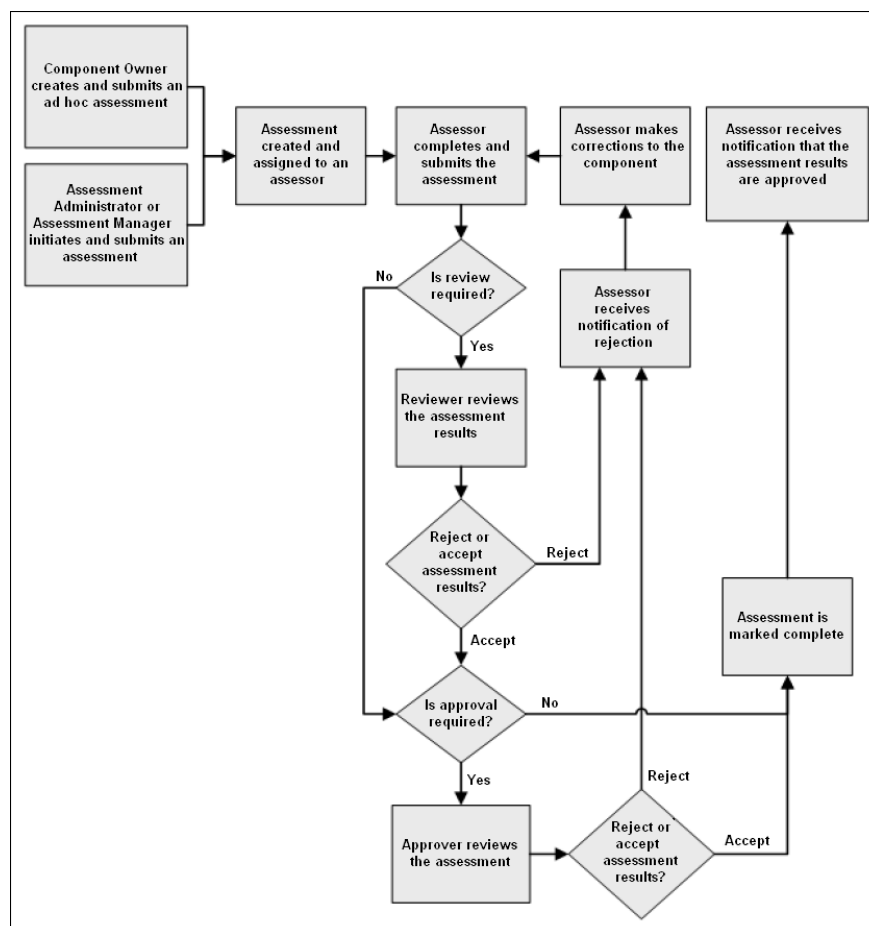 Component Owner
creates and submits an
ad hoc assessment
Assessment
Administrator or
Assessment Manager
initiates and submits an
assessment
Assessment
created and
assigned to an
assessor
Assessor
completes and
submits the
assessment
Assessor makes
corrections to the
component
Assessor receives
notification that the
assessment results
are approved
No
Is review
required?
Yes
Assessor
receives
notification of
rejection
Reviewer reviews
the assessment
results
Reject or
accept
assessment
results?
Reject
Accept
Assessment is
marked complete
Is approval
required?
No
Yes
Reject
Approver reviews
the assessment
Reject or
accept
assessment
results?
Accept